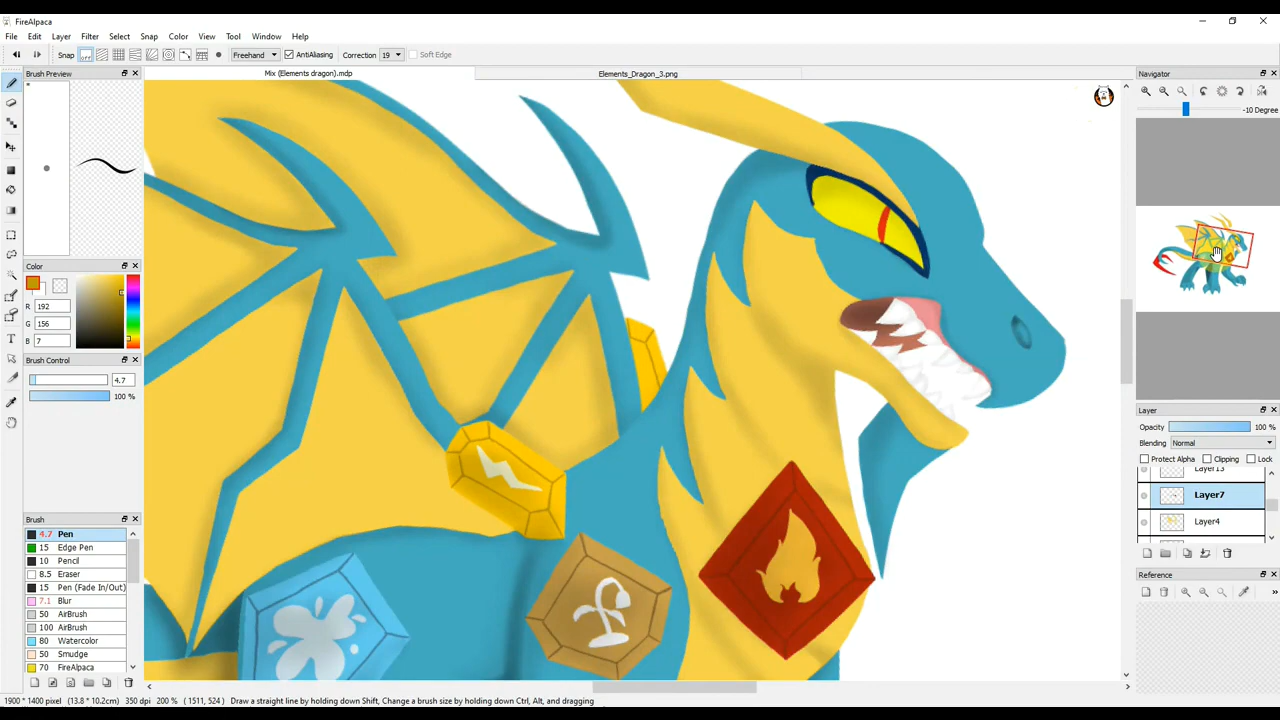 FireAlpaca
File Edit Layer Filter Select Snap Color View Tool Window Help
Snap off Freehand AntiAliasing Correction 19 Soft Edge
Brush Preview
Mix (Elements dragon).mdp
Elements_Dragon_3.png
Navigator
-10 Degree
Color
R 192
G 156
B 7
Brush Control
4.7
100 %
Brush
4.7 Pen
15 Edge Pen
10 Pencil
8.5 Eraser
15 Pen (Fade In/Out)
7.1 Blur
50 AirBrush
100 AirBrush
80 Watercolor
50 Smudge
70 FireAlpaca
Layer
Opacity 100 %
Blending Normal
Protect Alpha Clipping Lock
Layer13
Layer7
Layer4
Reference
1900 * 1400 pixel (13.8 * 10.2cm) 350 dpi 200 % ( 1511, 524 ) Draw a straight line by holding down Shift, Change a brush size by holding down Ctrl, Alt, and dragging